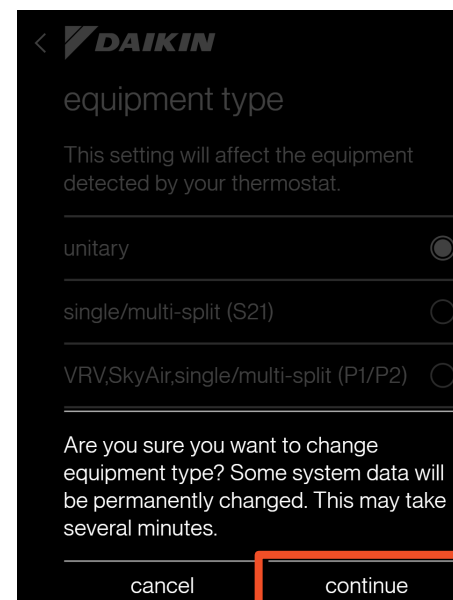 DAIKIN
equipment type
This setting will affect the equipment
detected by your thermostat.
unitary
single/multi-split (S21)
VRV,SkyAir,single/multi-split (P1/P2)
Are you sure you want to change
equipment type? Some system data will
be permanently changed. This may take
several minutes.
cancel continue